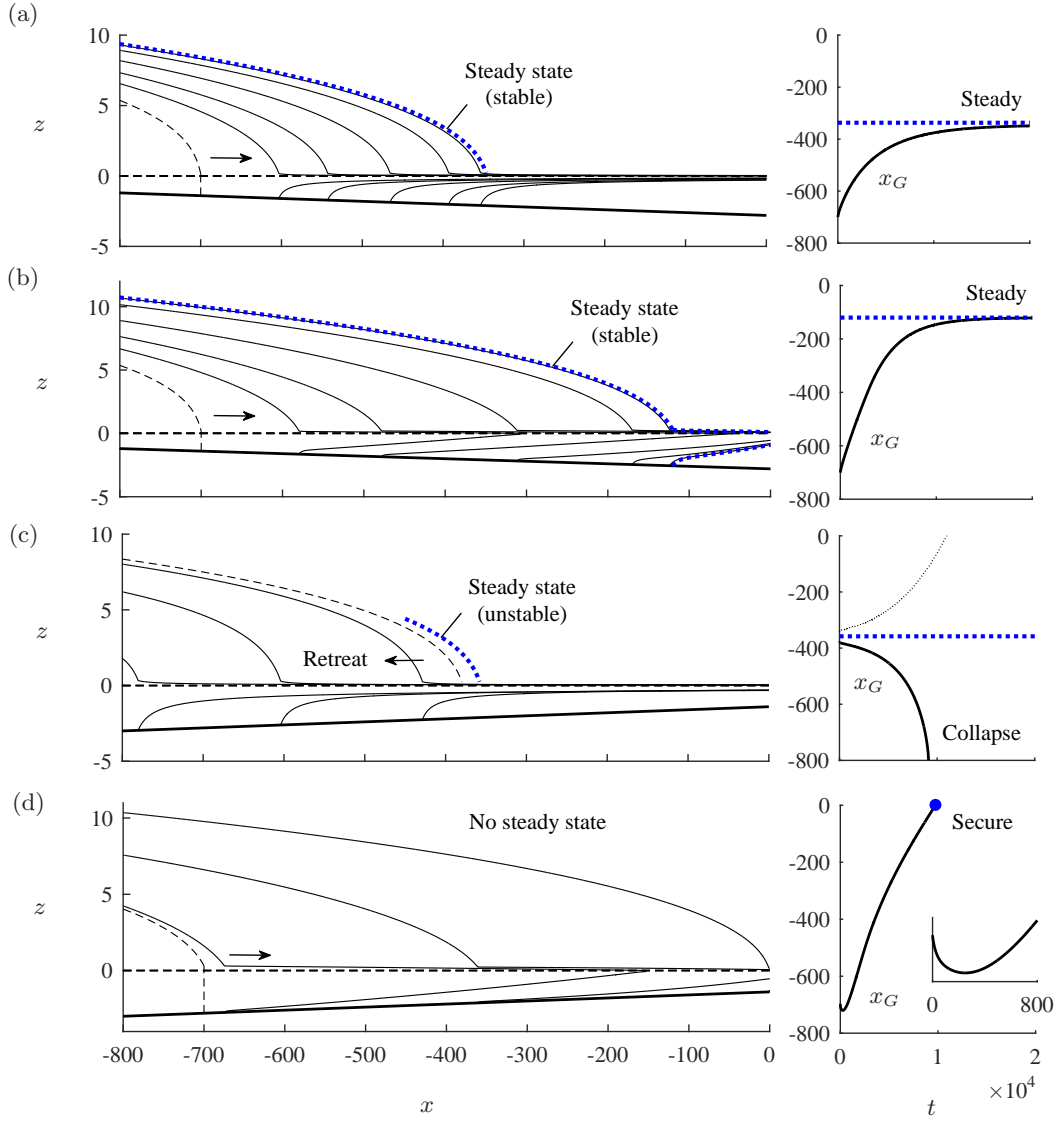 (a)
10
5
0
-5
z
Steady state
(stable)
0
-200
-400
-600
-800
Steady
x_G
(b)
10
5
0
-5
z
Steady state
(stable)
0
-200
-400
-600
-800
Steady
x_G
(c)
10
5
0
-5
z
Steady state
(unstable)
Retreat
0
-200
-400
-600
-800
x_G
Collapse
(d)
10
5
0
z
No steady state
-800 -700 -600 -500 -400 -300 -200 -100 0
x
0
-200
-400
-600
-800
Secure
x_G
0 800
0 1 2
×10^4
t